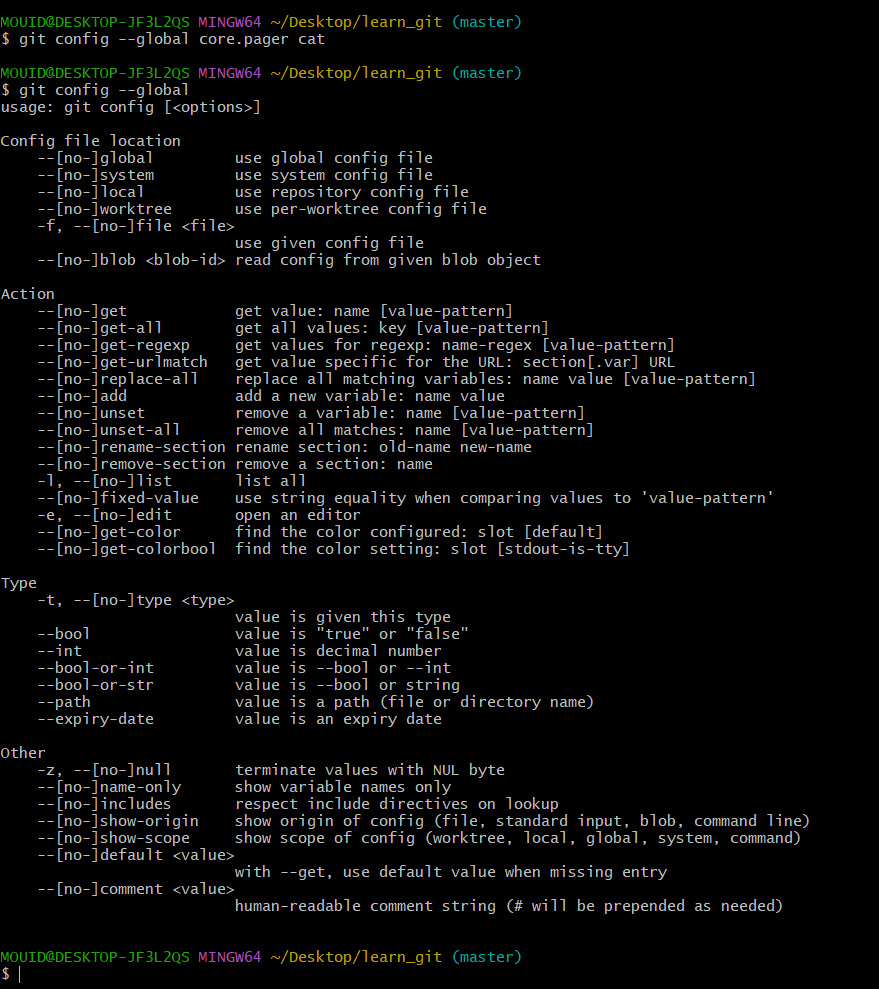 MOUID@DESKTOP-JF3L2QS MINGW64 ~/Desktop/learn_git (master)
$ git config --global core.pager cat

MOUID@DESKTOP-JF3L2QS MINGW64 ~/Desktop/learn_git (master)
$ git config --global
usage: git config [<options>]

Config file location
    --[no-]global         use global config file
    --[no-]system         use system config file
    --[no-]local          use repository config file
    --[no-]worktree       use per-worktree config file
    -f, --[no-]file <file>
                          use given config file
    --[no-]blob <blob-id> read config from given blob object

Action
    --[no-]get            get value: name [value-pattern]
    --[no-]get-all        get all values: key [value-pattern]
    --[no-]get-regexp     get values for regexp: name-regex [value-pattern]
    --[no-]get-urlmatch   get value specific for the URL: section[.var] URL
    --[no-]replace-all    replace all matching variables: name value [value-pattern]
    --[no-]add            add a new variable: name value
    --[no-]unset          remove a variable: name [value-pattern]
    --[no-]unset-all      remove all matches: name [value-pattern]
    --[no-]rename-section rename section: old-name new-name
    --[no-]remove-section remove a section: name
    -l, --[no-]list       list all
    --[no-]fixed-value    use string equality when comparing values to 'value-pattern'
    -e, --[no-]edit       open an editor
    --[no-]get-color      find the color configured: slot [default]
    --[no-]get-colorbool  find the color setting: slot [stdout-is-tty]

Type
    -t, --[no-]type <type>
                          value is given this type
    --bool                value is "true" or "false"
    --int                 value is decimal number
    --bool-or-int         value is --bool or --int
    --bool-or-str         value is --bool or string
    --path                value is a path (file or directory name)
    --expiry-date         value is an expiry date

Other
    -z, --[no-]null       terminate values with NUL byte
    --[no-]name-only      show variable names only
    --[no-]includes       respect include directives on lookup
    --[no-]show-origin    show origin of config (file, standard input, blob, command line)
    --[no-]show-scope     show scope of config (worktree, local, global, system, command)
    --[no-]default <value>
                          with --get, use default value when missing entry
    --[no-]comment <value>
                          human-readable comment string (# will be prepended as needed)

MOUID@DESKTOP-JF3L2QS MINGW64 ~/Desktop/learn_git (master)
$